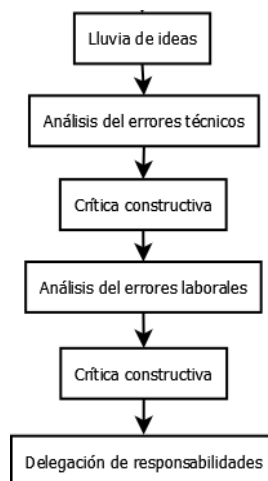 Lluvia de ideas
Análisis del errores técnicos
Crítica constructiva
Análisis del errores laborales
Crítica constructiva
Delegación de responsabilidades